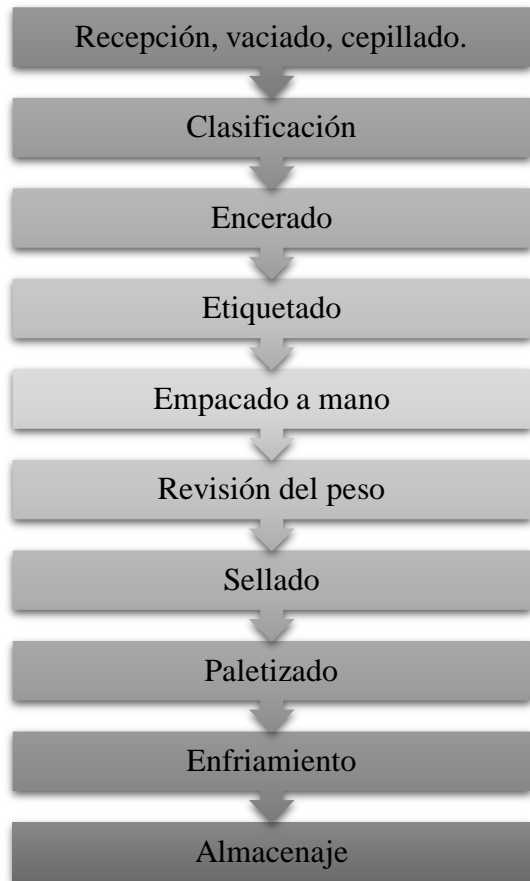 Recepción, vaciado, cepillado.
Clasificación
Encerado
Etiquetado
Empacado a mano
Revisión del peso
Sellado
Paletizado
Enfriamiento
Almacenaje